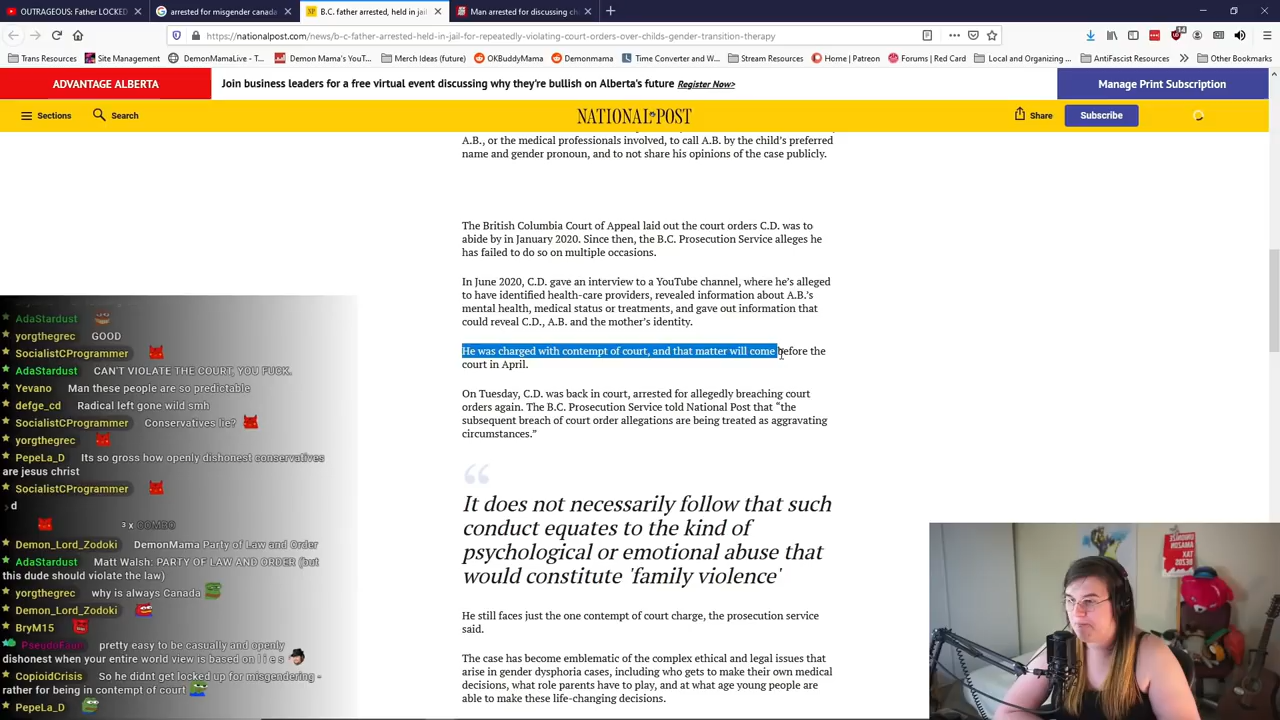 OUTRAGEOUS: Father LOCKED
arrested for misgender canada
B.C. father arrested, held in jail
Man arrested for discussing ch
https://nationalpost.com/news/b-c-father-arrested-held-in-jail-for-repeatedly-violating-court-orders-over-childs-gender-transition-therapy
14
Trans Resources
Site Management
DemonMamaLive - T...
Demon Mama's YouT...
Merch Ideas (future)
OKBuddyMama
Demonmama
Time Converter and W...
Stream Resources
Home | Patreon
Forums | Red Card
Local and Organizing ...
AntiFascist Resources
Other Bookmarks
ADVANTAGE ALBERTA
Join business leaders for a free virtual event discussing why they're bullish on Alberta's future Register Now>
Manage Print Subscription
Sections
Search
NATIONAL POST
Share
Subscribe
A.B., or the medical professionals involved, to call A.B. by the child's preferred
name and gender pronoun, and to not share his opinions of the case publicly.
The British Columbia Court of Appeal laid out the court orders C.D. was to
abide by in January 2020. Since then, the B.C. Prosecution Service alleges he
has failed to do so on multiple occasions.
In June 2020, C.D. gave an interview to a YouTube channel, where he's alleged
to have identified health-care providers, revealed information about A.B.'s
mental health, medical status or treatments, and gave out information that
could reveal C.D., A.B. and the mother's identity.
He was charged with contempt of court, and that matter will come before the
court in April.
On Tuesday, C.D. was back in court, arrested for allegedly breaching court
orders again. The B.C. Prosecution Service told National Post that “the
subsequent breach of court order allegations are being treated as aggravating
circumstances.”
“
It does not necessarily follow that such
conduct equates to the kind of
psychological or emotional abuse that
would constitute 'family violence'
He still faces just the one contempt of court charge, the prosecution service
said.
The case has become emblematic of the complex ethical and legal issues that
arise in gender dysphoria cases, including who gets to make their own medical
decisions, what role parents have to play, and at what age young people are
able to make these life-changing decisions.
AdaStardust
yorgthegrec GOOD
SocialistCProgrammer
AdaStardust CAN'T VIOLATE THE COURT, YOU FUCK.
Yevano Man these people are so predictable
defge_cd Radical left gone wild smh
SocialistCProgrammer Conservatives lie?
yorgthegrec
PepeLa_D Its so gross how openly dishonest conservatives
are jesus christ
SocialistCProgrammer
d
3 x COMBO
Demon_Lord_Zodoki DemonMama Party of Law and Order
AdaStardust Matt Walsh: PARTY OF LAW AND ORDER (but
this dude should violate the law)
yorgthegrec why is always Canada
Demon_Lord_Zodoki
BryM15
PseudoFaun pretty easy to be casually and openly
dishonest when your entire world view is based on l i e s
CopioidCrisis So he didnt get locked up for misgendering -
rather for being in contempt of court
PepeLa_D